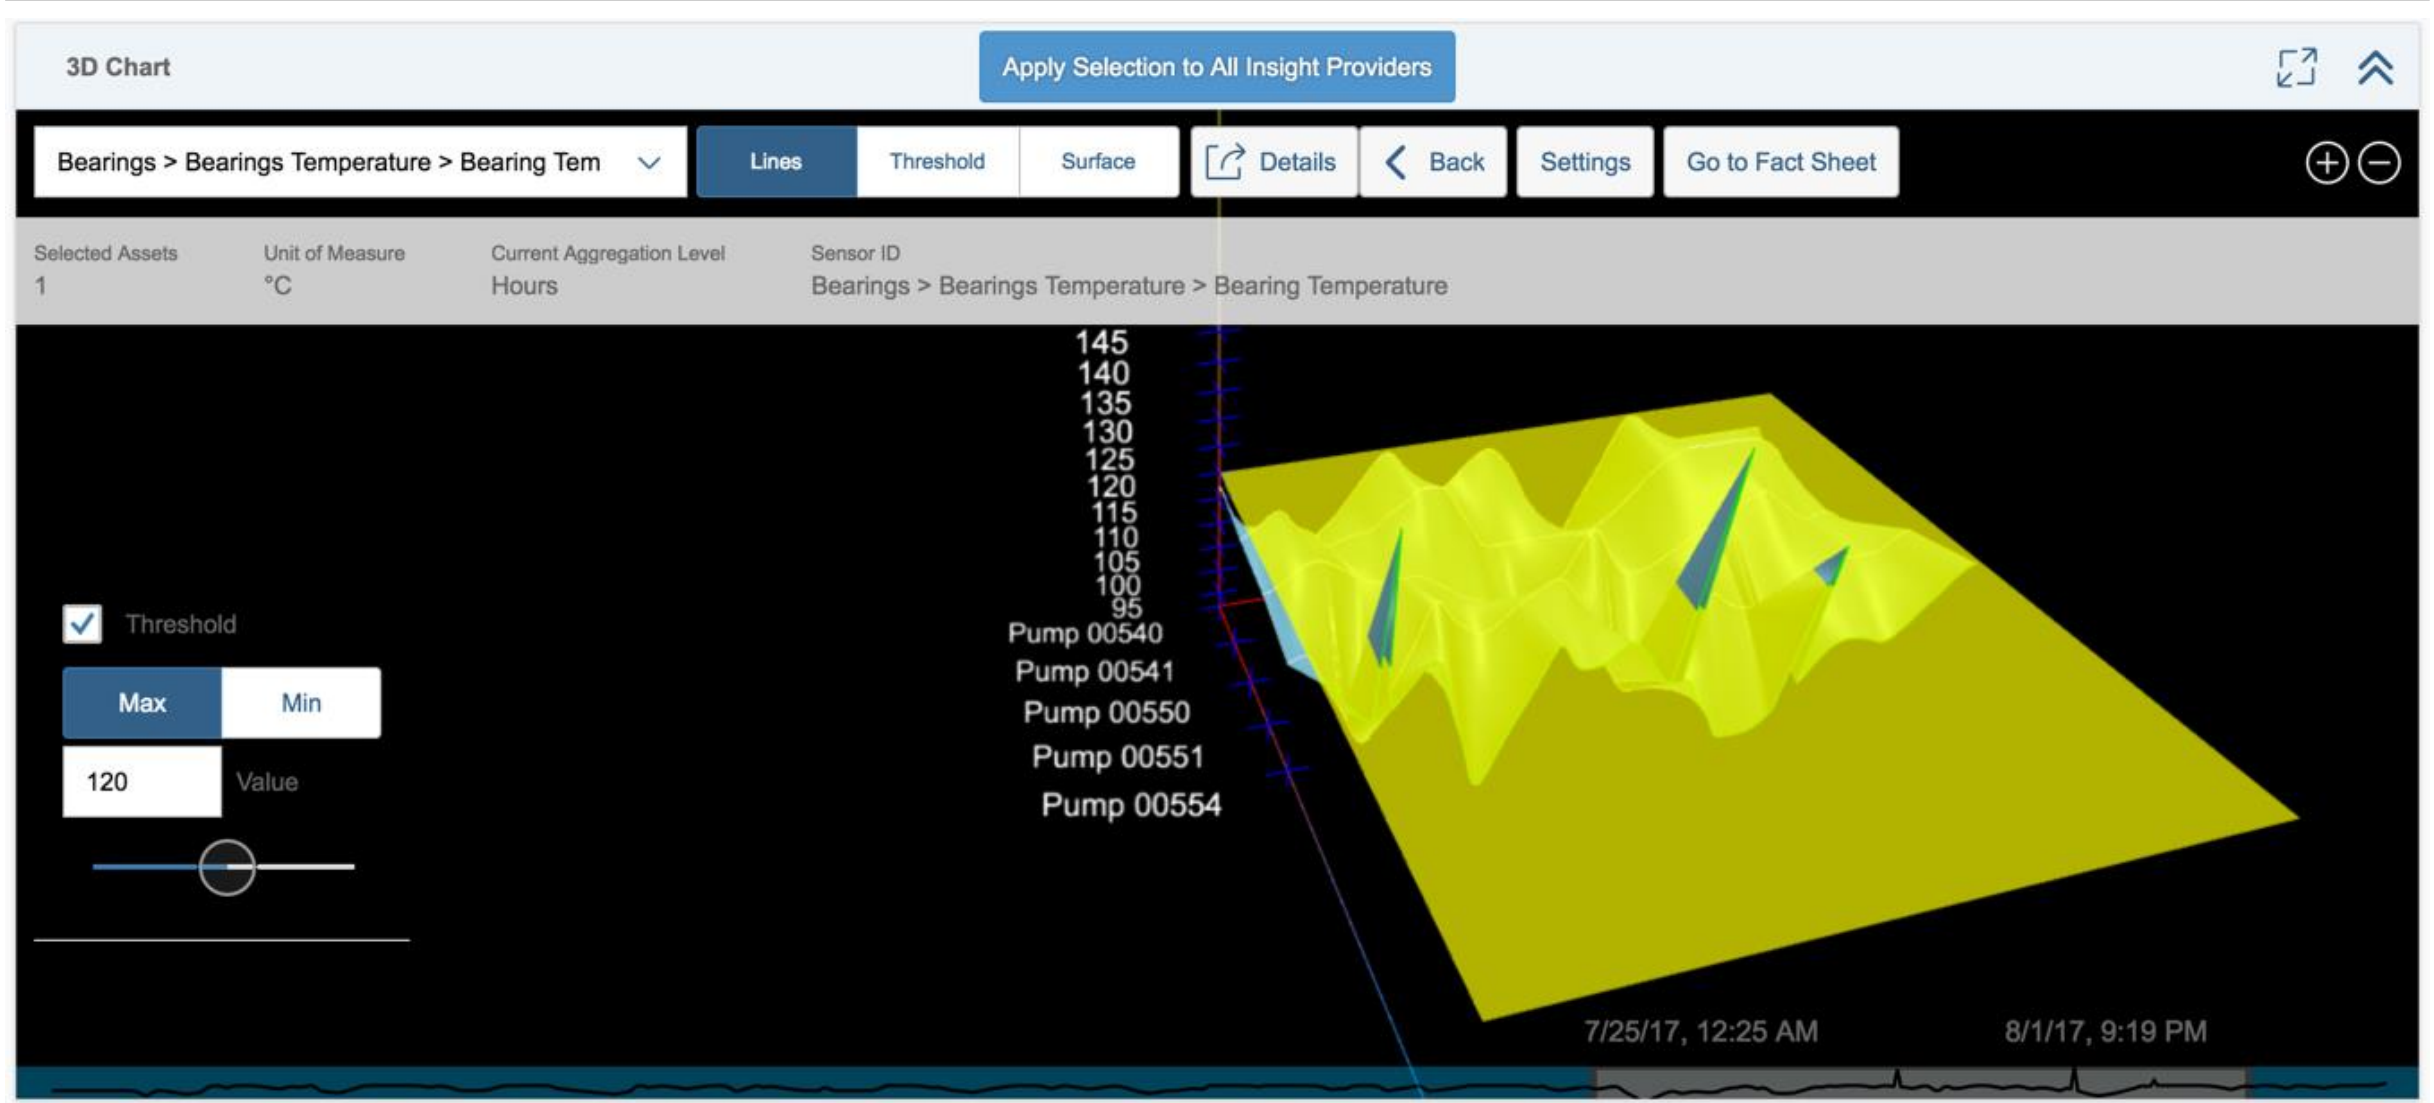 3D Chart
Apply Selection to All Insight Providers
Bearings > Bearings Temperature > Bearing Tem
Lines
Threshold
Surface
Details
Back
Settings
Go to Fact Sheet
Selected Assets
1
Unit of Measure
°C
Current Aggregation Level
Hours
Sensor ID
Bearings > Bearings Temperature > Bearing Temperature
145
140
135
130
125
120
115
110
105
100
95
Pump 00540
Pump 00541
Pump 00550
Pump 00551
Pump 00554
Threshold
Max
Min
120
Value
7/25/17, 12:25 AM
8/1/17, 9:19 PM